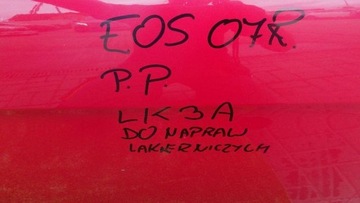 EOS 07R.
P.P.
LK3A
DO NAPRAW
LAKIERNICZYCH